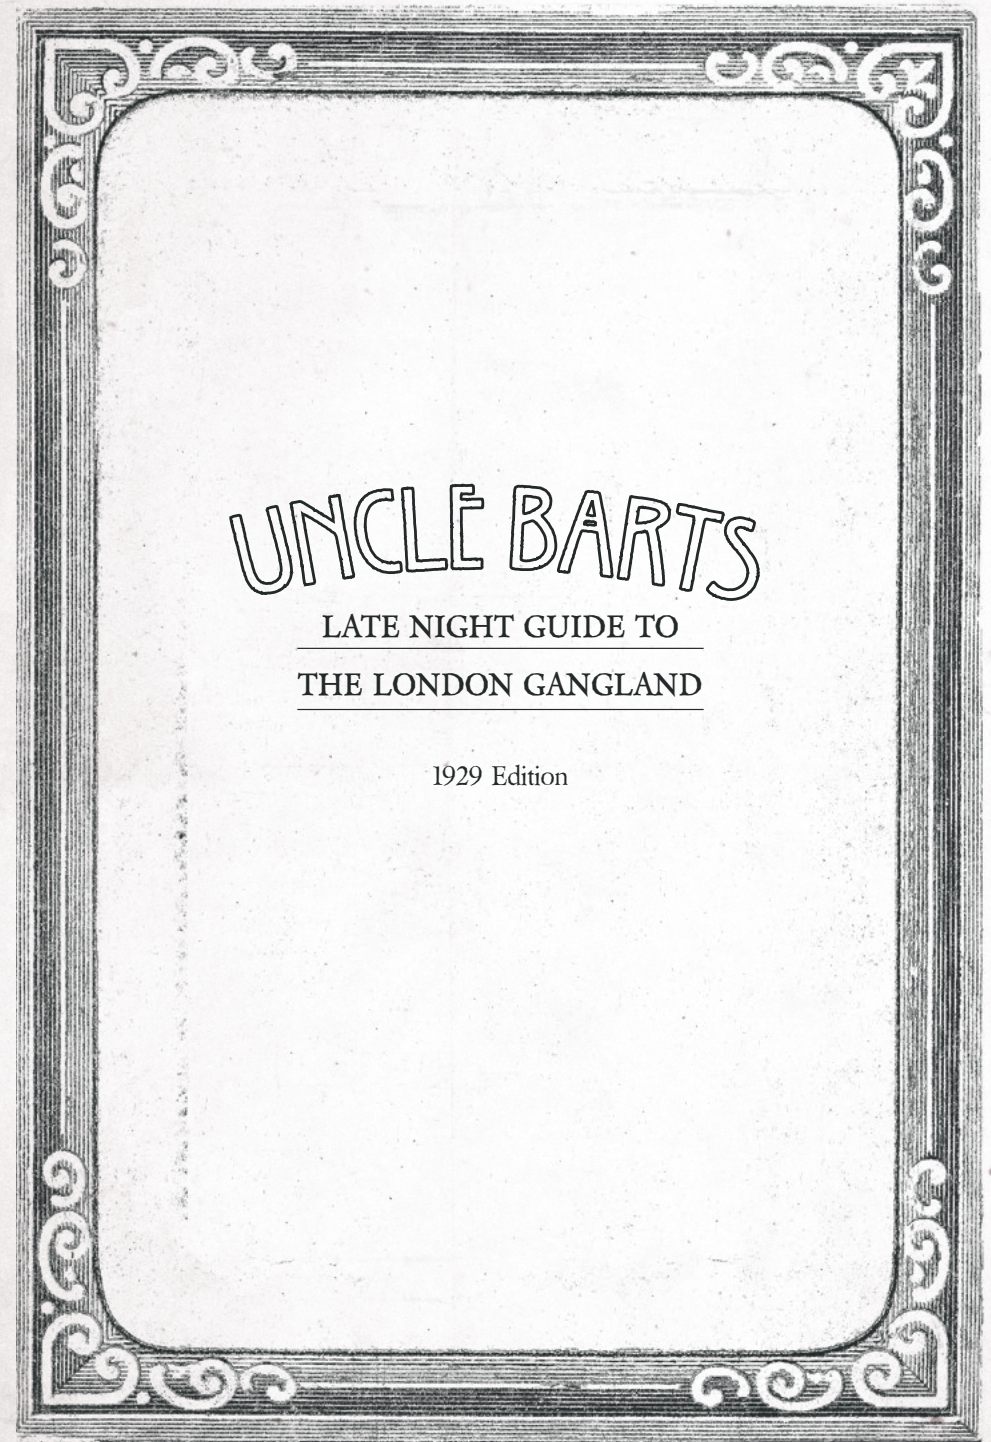 UNCLE BARTS
LATE NIGHT GUIDE TO
THE LONDON GANGLAND
1929 Edition